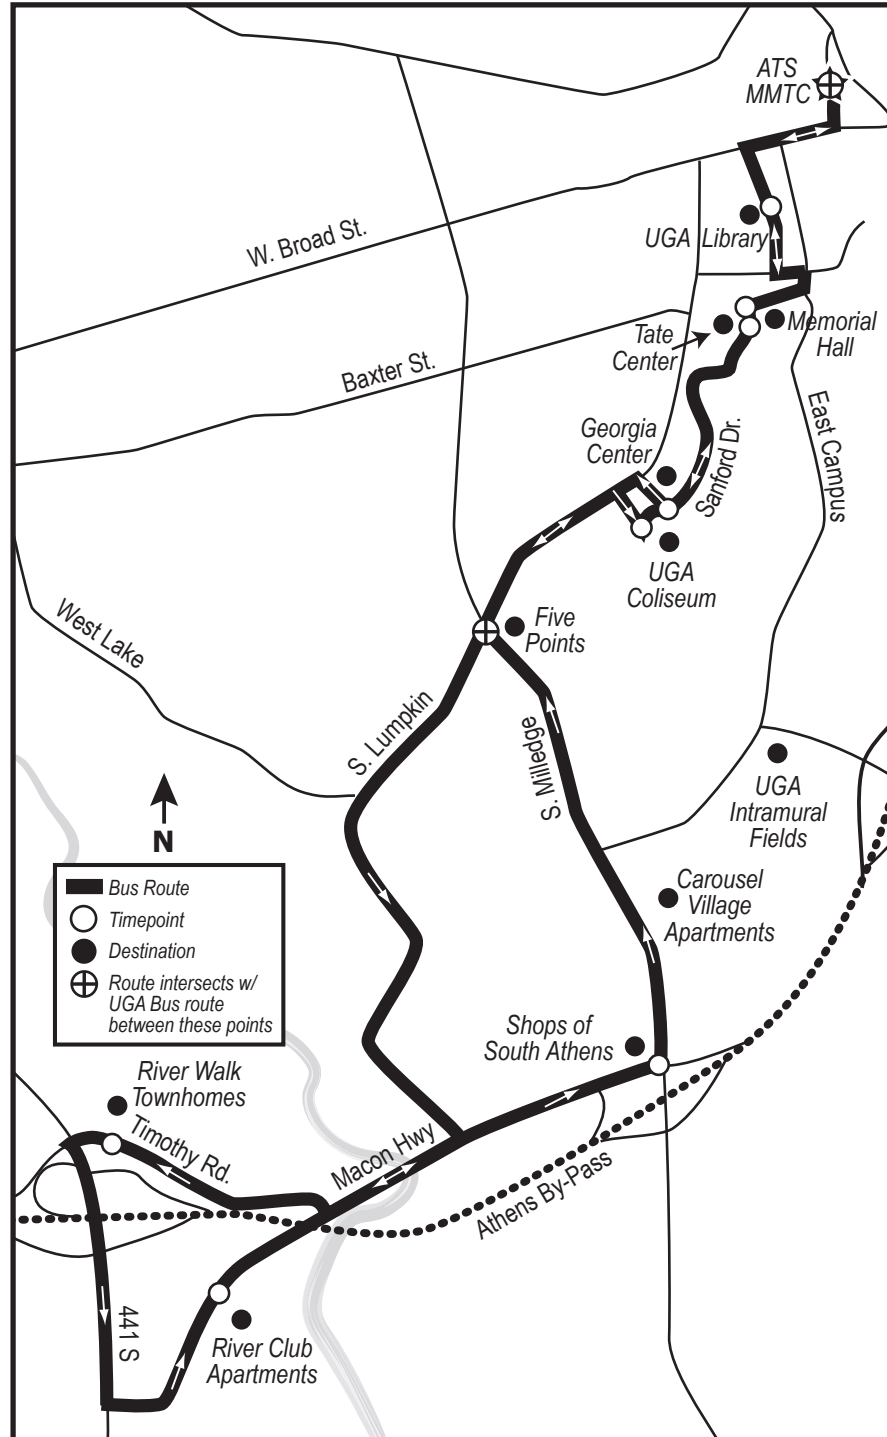 ATS
MMTC
W. Broad St.
UGA Library
Memorial
Hall
Tate
Center
Baxter St.
East Campus
Georgia
Center
Sanford Dr.
UGA
Coliseum
Five
Points
West Lake
S. Lumpkin
S. Milledge
UGA
Intramural
Fields
N
Bus Route
Timepoint
Destination
Route intersects w/
UGA Bus route
between these points
Carousel
Village
Apartments
Shops of
South Athens
River Walk
Townhomes
Timothy Rd.
Macon Hwy
Athens By-Pass
441 S
River Club
Apartments